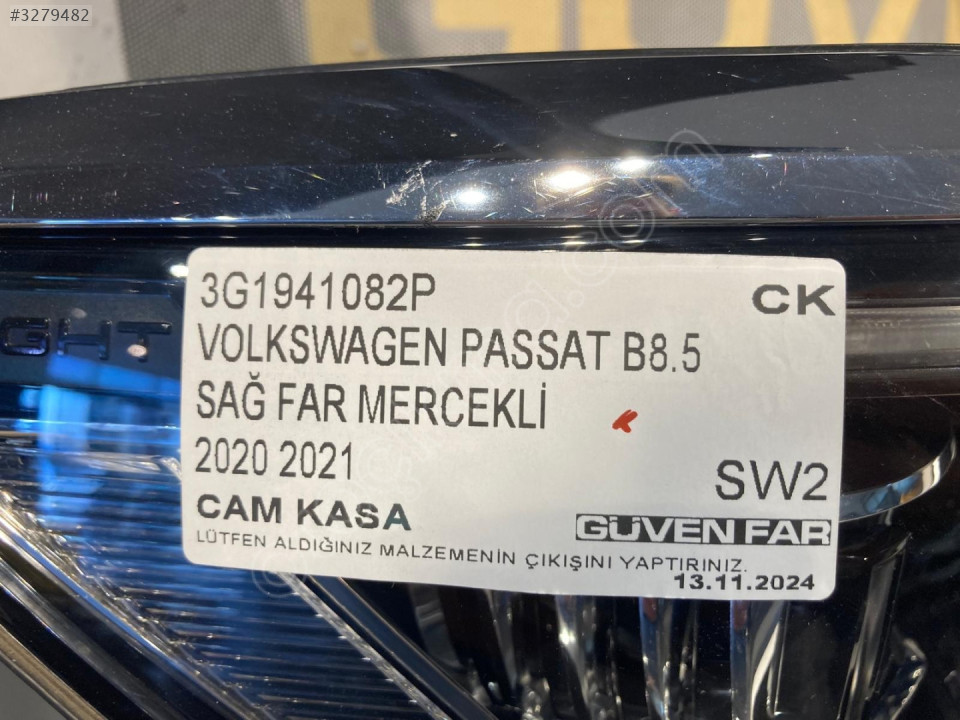 #3279482
GÜVEN
3G1941082P
CK
VOLKSWAGEN PASSAT B8.5
GHT
SAĞ FAR MERCEKLİ
2020 2021
SW2
CAM KASA
GÜVEN FAR
LÜTFEN ALDIĞINIZ MALZEMENİN ÇIKIŞINI YAPTIRINIZ.
13.11.2024